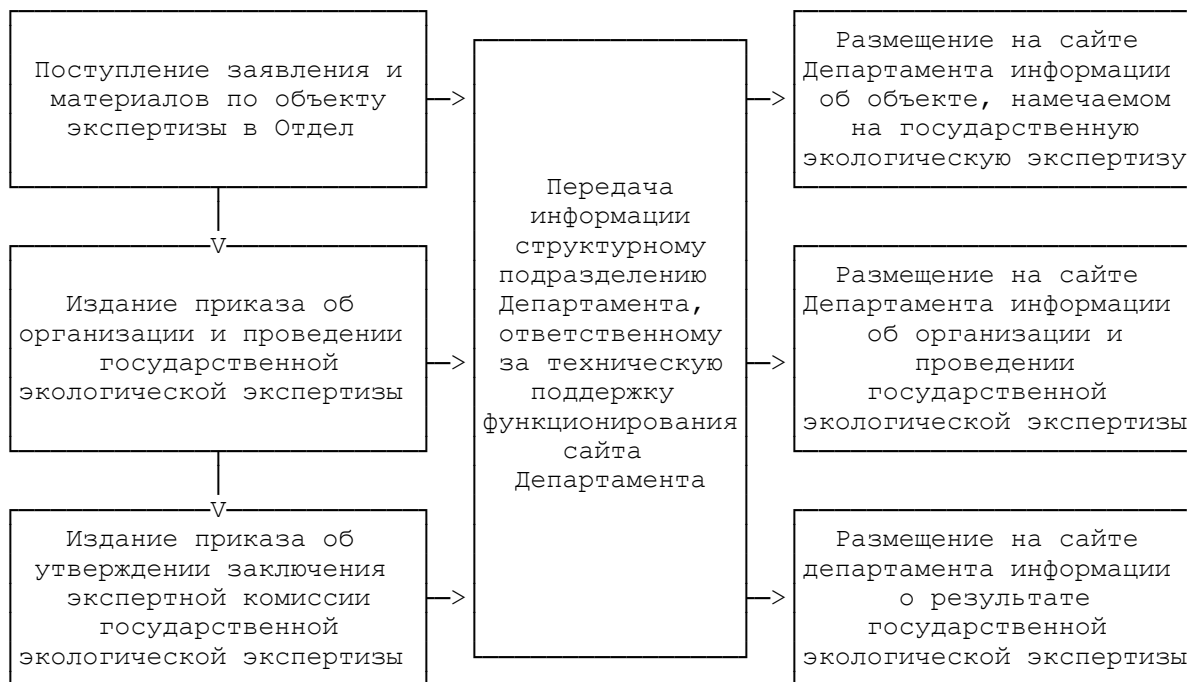 Поступление заявления и
материалов по объекту
экспертизы в Отдел
Издание приказа об
организации и проведении
государственной
экологической экспертизы
Издание приказа об
утверждении заключения
экспертной комиссии
государственной
экологической экспертизы
Передача
информации
структурному
подразделению
Департамента,
ответственному
за техническую
поддержку
функционирования
сайта
Департамента
Размещение на сайте
Департамента информации
об объекте, намечаемом
на государственную
экологическую экспертизу
Размещение на сайте
Департамента информации
об организации и
проведении
государственной
экологической экспертизы
Размещение на сайте
департамента информации
о результате
государственной
экологической экспертизы